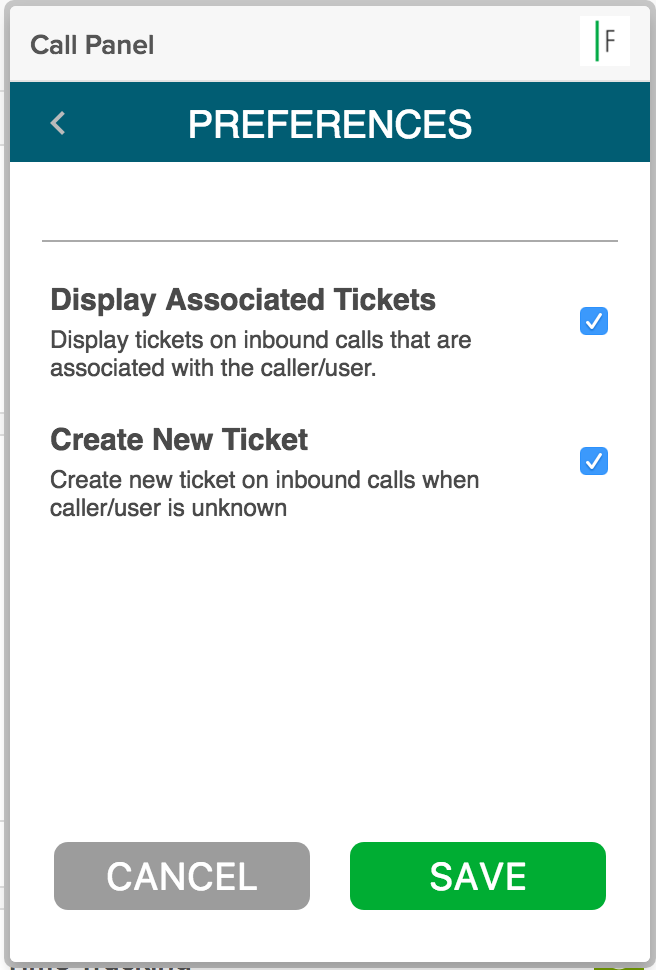 Call Panel
F
PREFERENCES
Display Associated Tickets
Display tickets on inbound calls that are
associated with the caller/user.
Create New Ticket
Create new ticket on inbound calls when
caller/user is unknown
CANCEL
SAVE